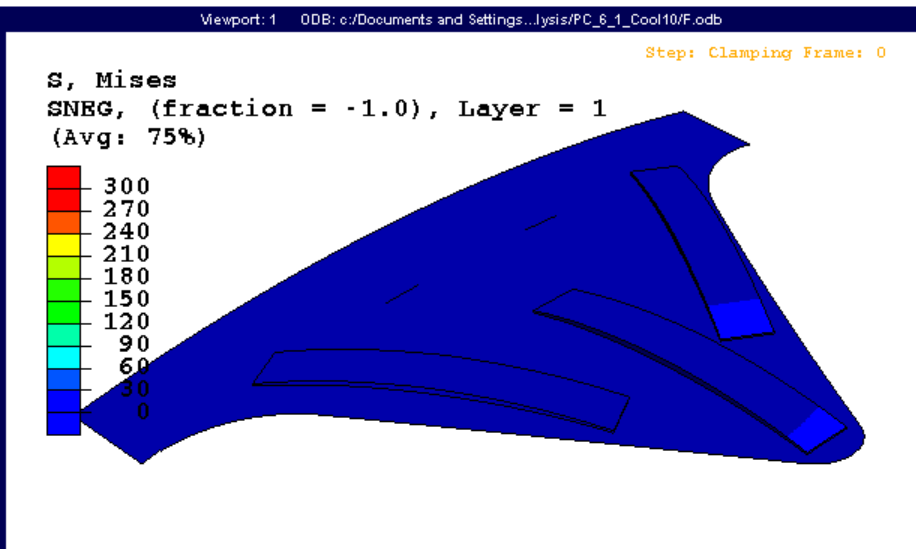 Viewport: 1 ODB: c:/Documents and Settings...lysis/PC_6_1_Cool10/F.odb
Step: Clamping Frame: 0
S, Mises
SNEG, (fraction = -1.0), Layer = 1
(Avg: 75%)
300
270
240
210
180
150
120
90
60
30
0